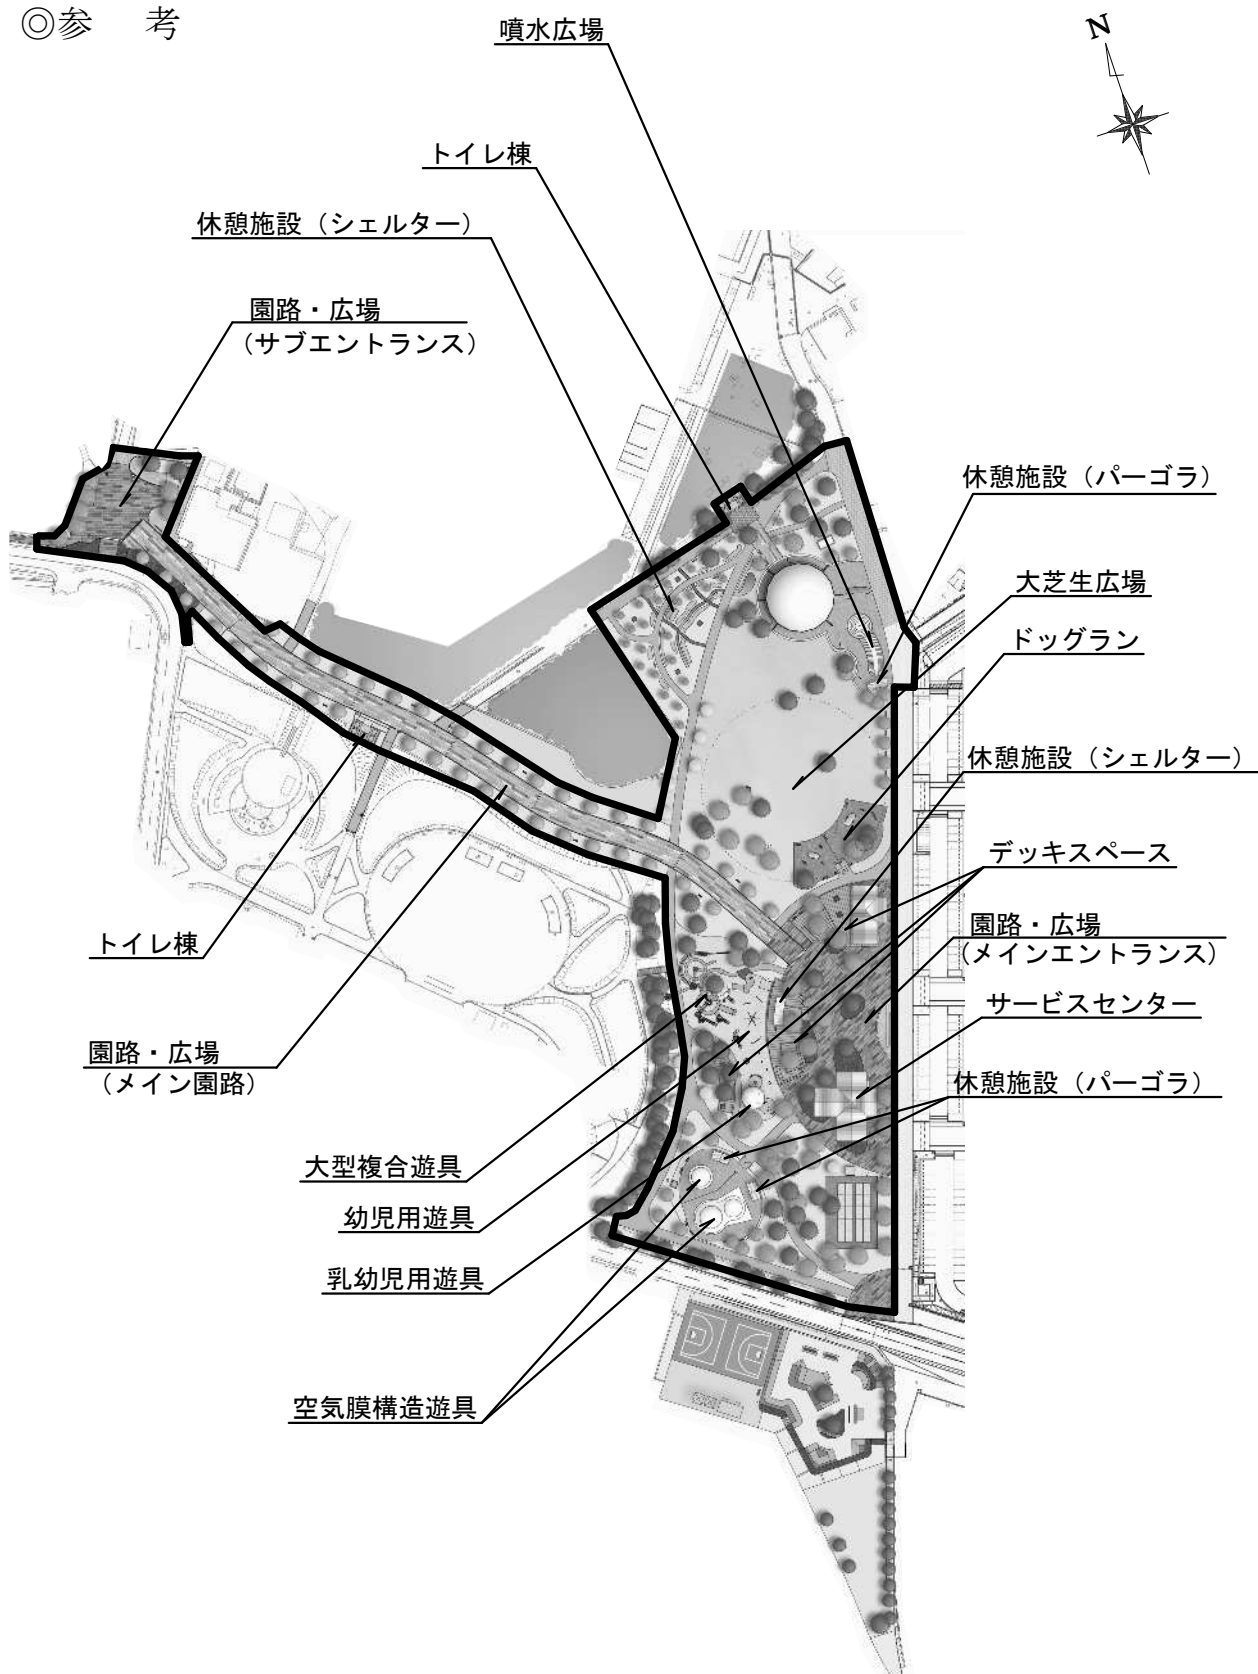 ◎参　考
噴水広場
N
トイレ棟
休憩施設（シェルター）
園路・広場
（サブエントランス）
休憩施設（パーゴラ）
大芝生広場
ドッグラン
休憩施設（シェルター）
デッキスペース
園路・広場
（メインエントランス）
トイレ棟
サービスセンター
園路・広場
（メイン園路）
休憩施設（パーゴラ）
大型複合遊具
幼児用遊具
乳幼児用遊具
空気膜構造遊具